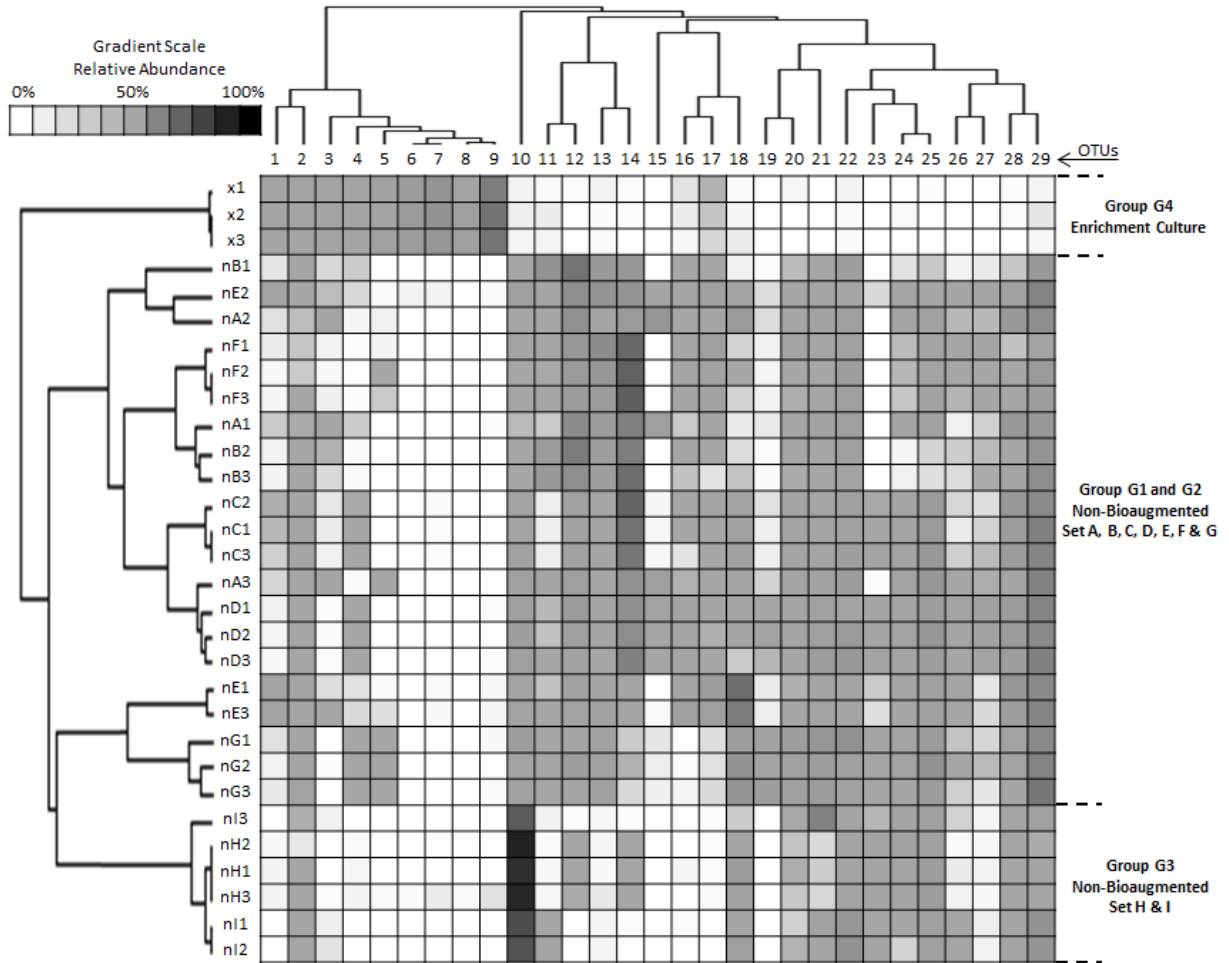 Gradient Scale
Relative Abundance
0% 50% 100%
1 2 3 4 5 6 7 8 9 10 11 12 13 14 15 16 17 18 19 20 21 22 23 24 25 26 27 28 29
OTUs
x1
x2
x3
Group G4
Enrichment Culture
nB1
nE2
nA2
nF1
nF2
nF3
nA1
nB2
nB3
nC2
nC1
nC3
Group G1 and G2
Non-Bioaugmented
Set A, B, C, D, E, F & G
nA3
nD1
nD2
nD3
nE1
nE3
nG1
nG2
nG3
nI3
nH2
nH1
nH3
nI1
nI2
Group G3
Non-Bioaugmented
Set H & I